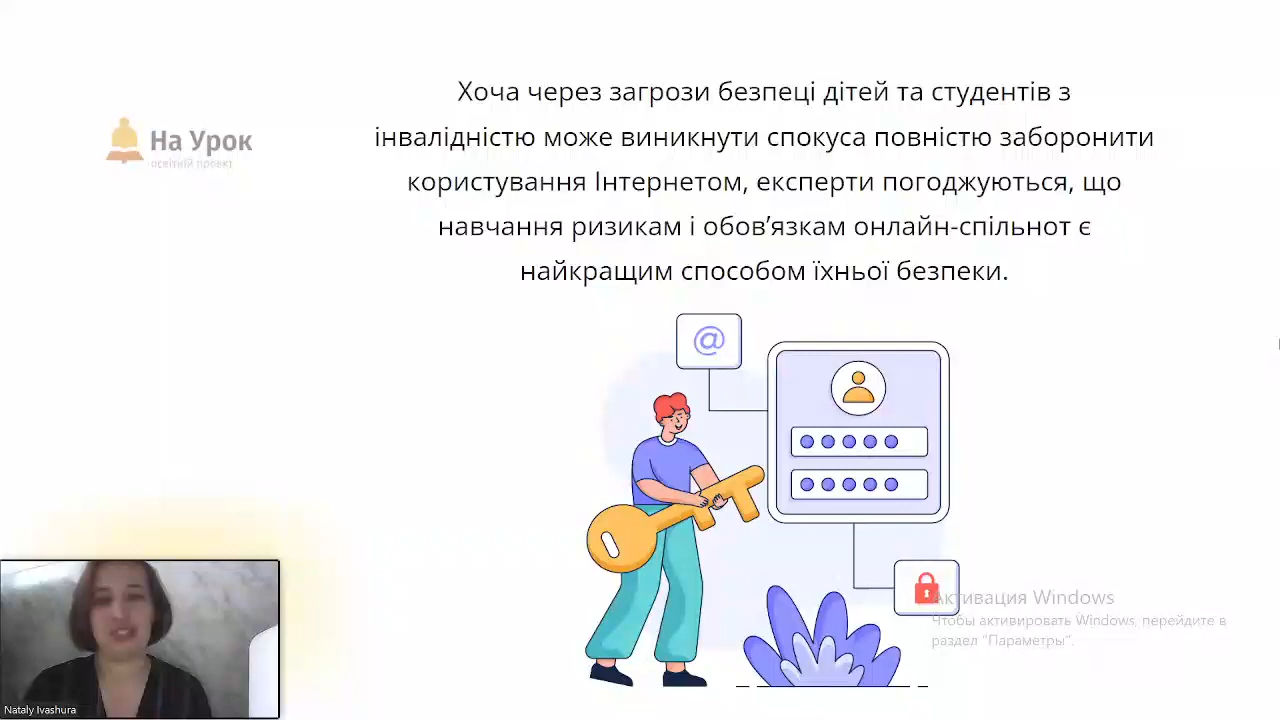 Хоча через загрози безпеці дітей та студентів з
інвалідністю може виникнути спокуса повністю заборонити
користування Інтернетом, експерти погоджуються, що
навчання ризикам і обов’язкам онлайн-спільнот є
найкращим способом їхньої безпеки.
На Урок
освітній проект
@
Активация Windows
Чтобы активировать Windows, перейдите в
раздел "Параметры".
Nataly Ivashura